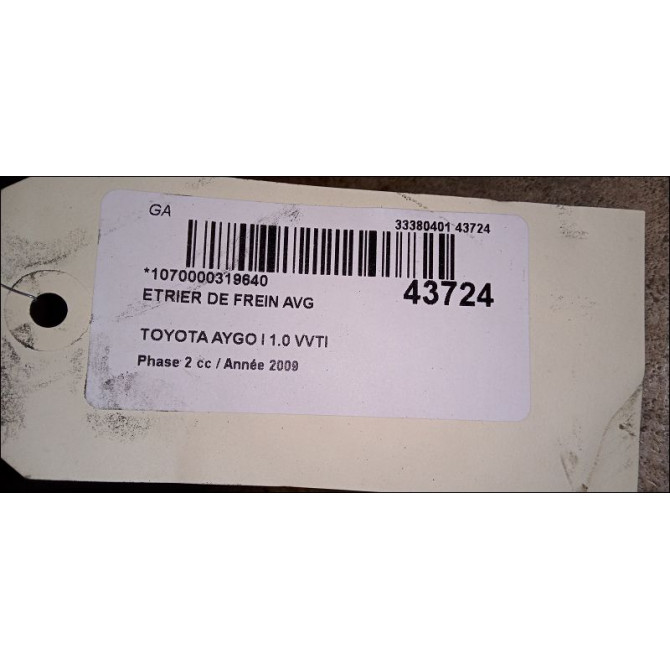 GA
33380401 43724
*1070000319640
43724
ETRIER DE FREIN AVG
TOYOTA AYGO I 1.0 VVTI
Phase 2 cc / Année 2009